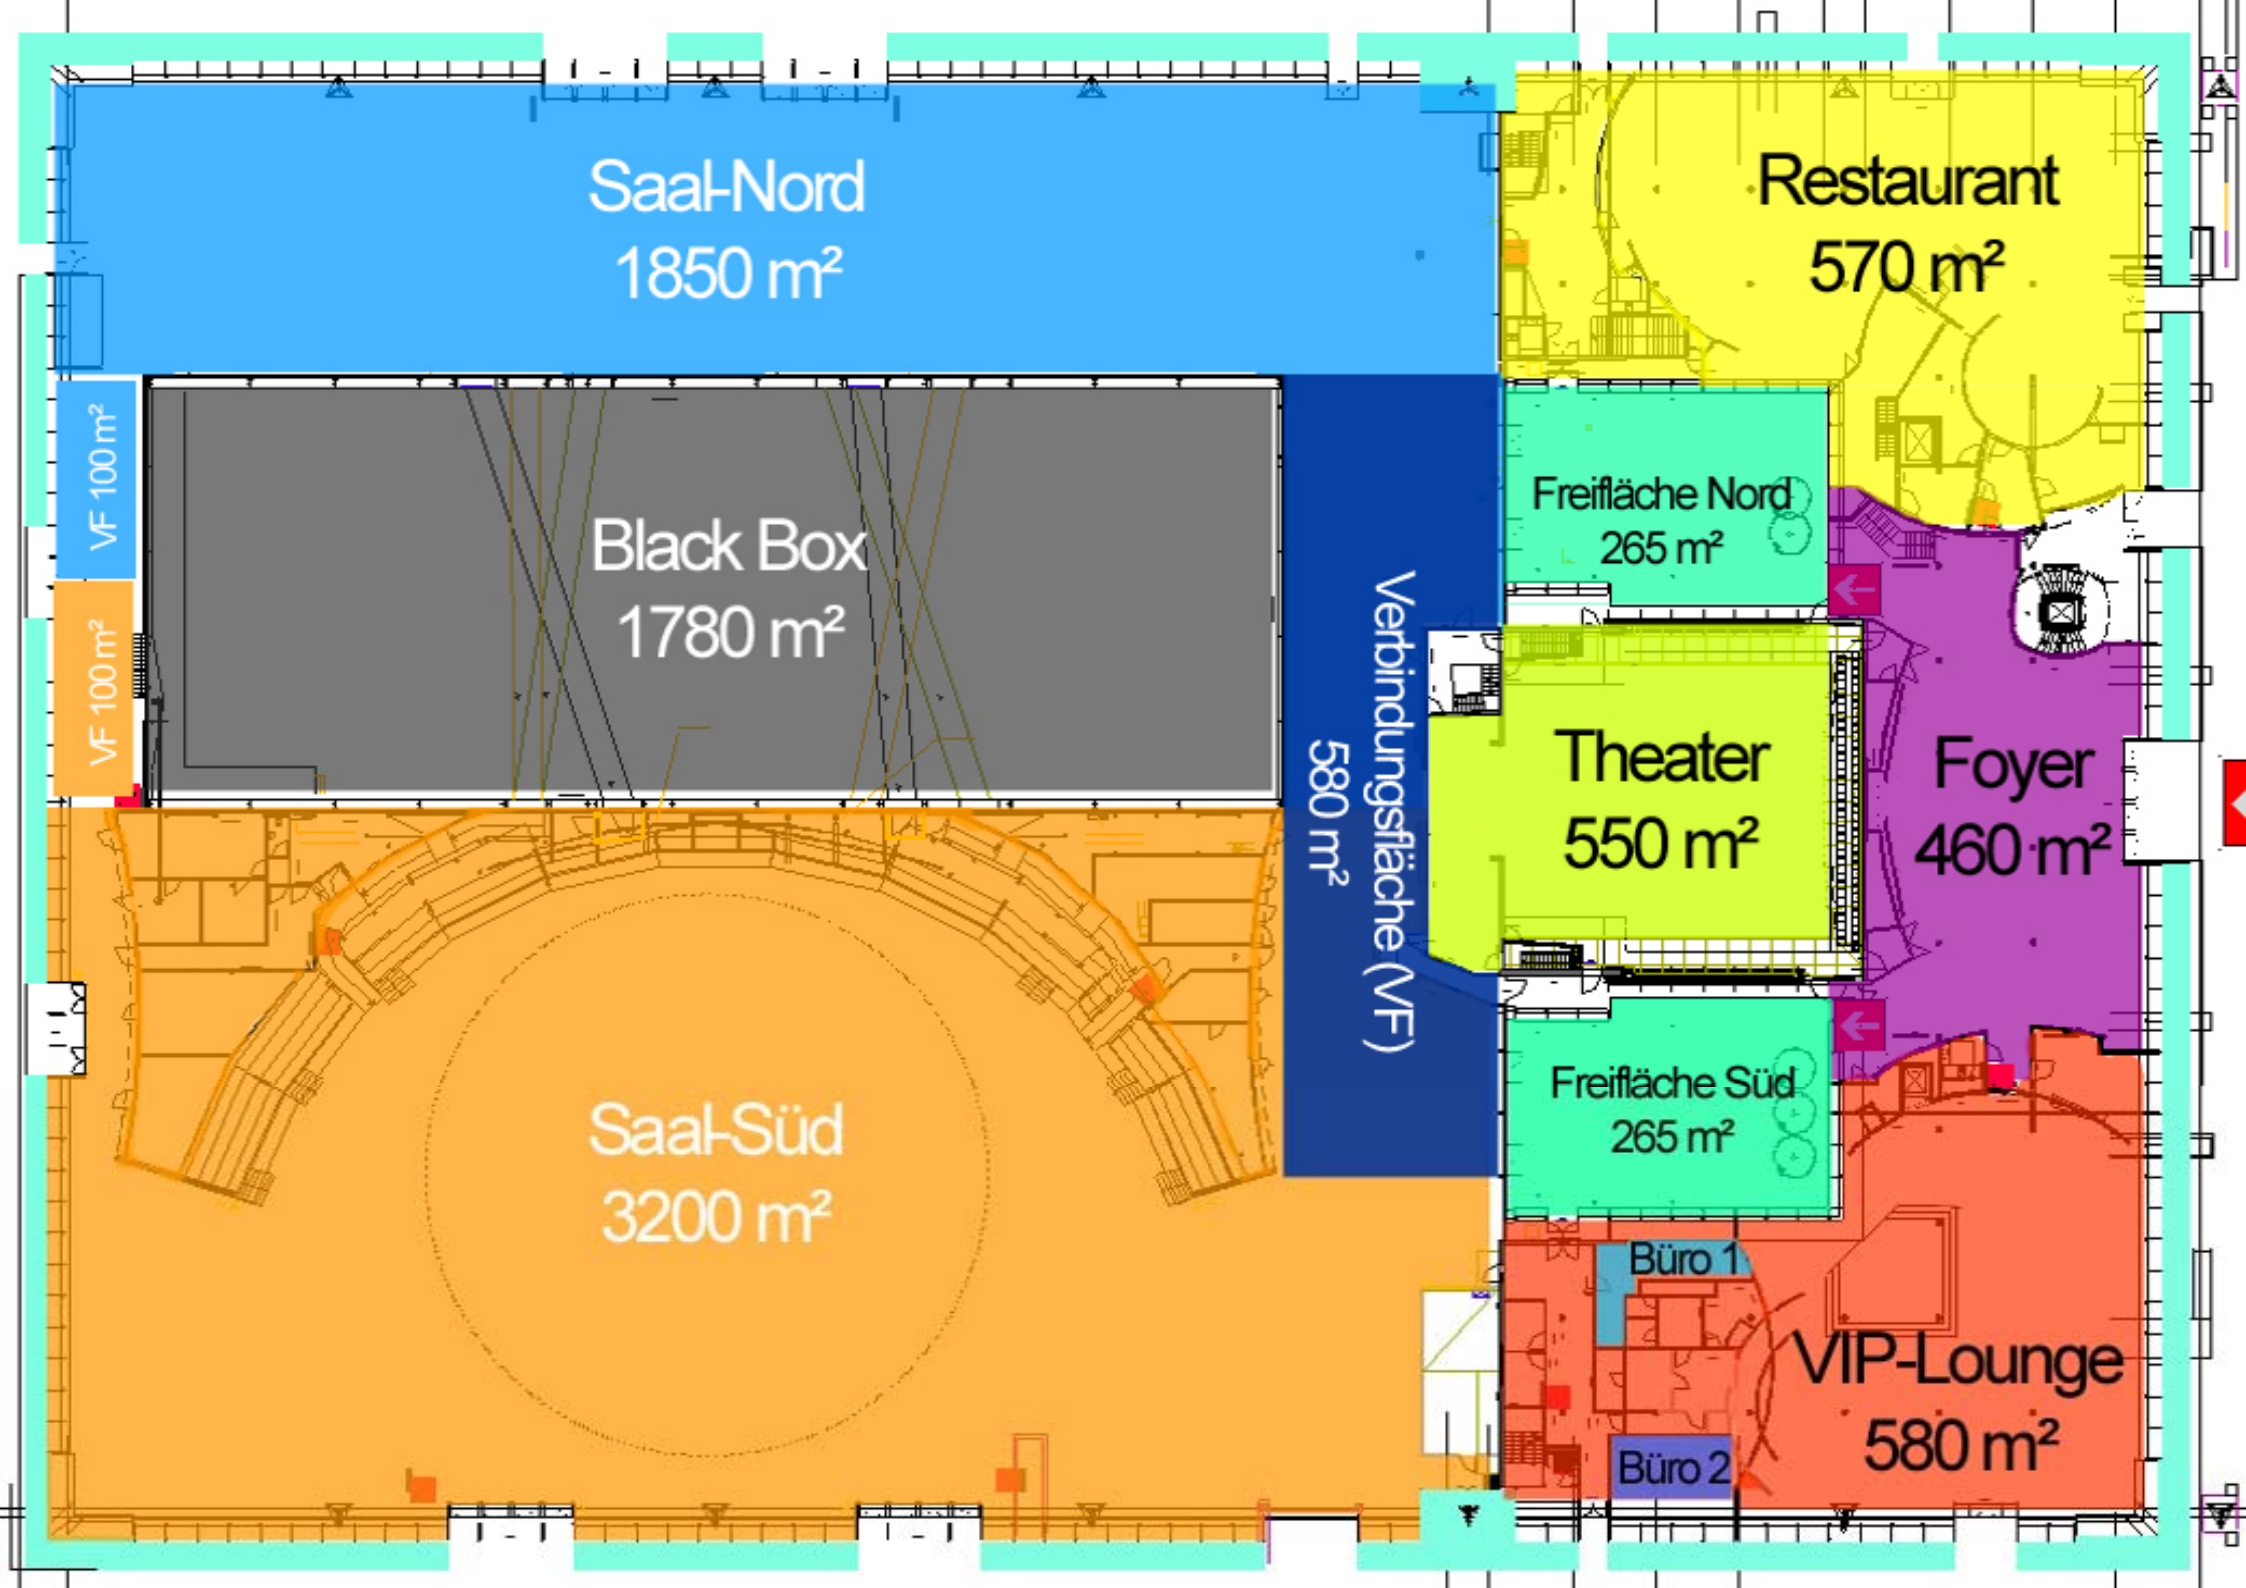 Saal-Nord
1850 m²
Restaurant
570 m²
VF 100 m²
Black Box
1780 m²
VF 100 m²
Verbindungsfläche (VF)
580 m²
Freifläche Nord
265 m²
Theater
550 m²
Foyer
460 m²
Saal-Süd
3200 m²
Freifläche Süd
265 m²
Büro 1
VIP-Lounge
580 m²
Büro 2